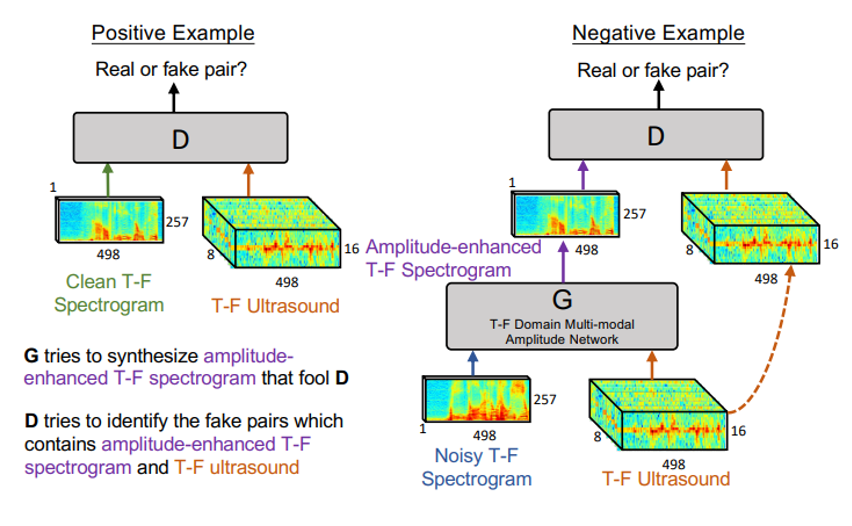 Positive Example
Real or fake pair?
D
1
257
498
8
16
498
Clean T-F
Spectrogram
T-F Ultrasound
G tries to synthesize amplitude-
enhanced T-F spectrogram that fool D
D tries to identify the fake pairs which
contains amplitude-enhanced T-F
spectrogram and T-F ultrasound
Negative Example
Real or fake pair?
D
1
257
498
8
16
498
Amplitude-enhanced
T-F Spectrogram
G
T-F Domain Multi-modal
Amplitude Network
257
1
498
Noisy T-F
Spectrogram
8
16
498
T-F Ultrasound